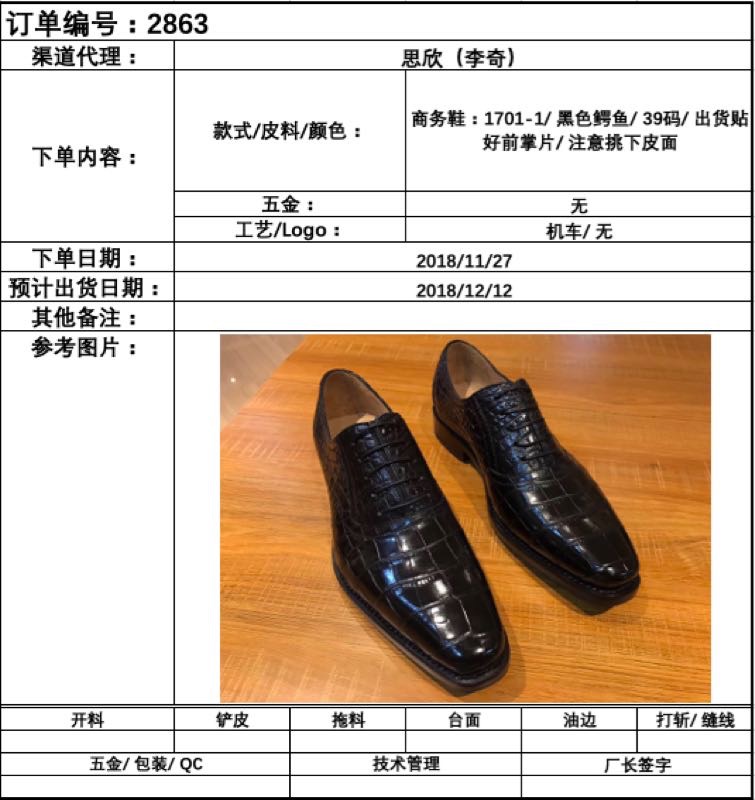 订单编号：2863
渠道代理： 思欣（李奇）
下单内容：
款式/皮料/颜色：
商务鞋：1701-1/ 黑色鳄鱼/ 39码/ 出货贴
好前掌片/ 注意挑下皮面
五金： 无
工艺/Logo： 机车/ 无
下单日期： 2018/11/27
预计出货日期： 2018/12/12
其他备注：
参考图片：
开料 铲皮 拖料 台面 油边 打斩/ 缝线
五金/ 包装/ QC 技术管理 厂长签字